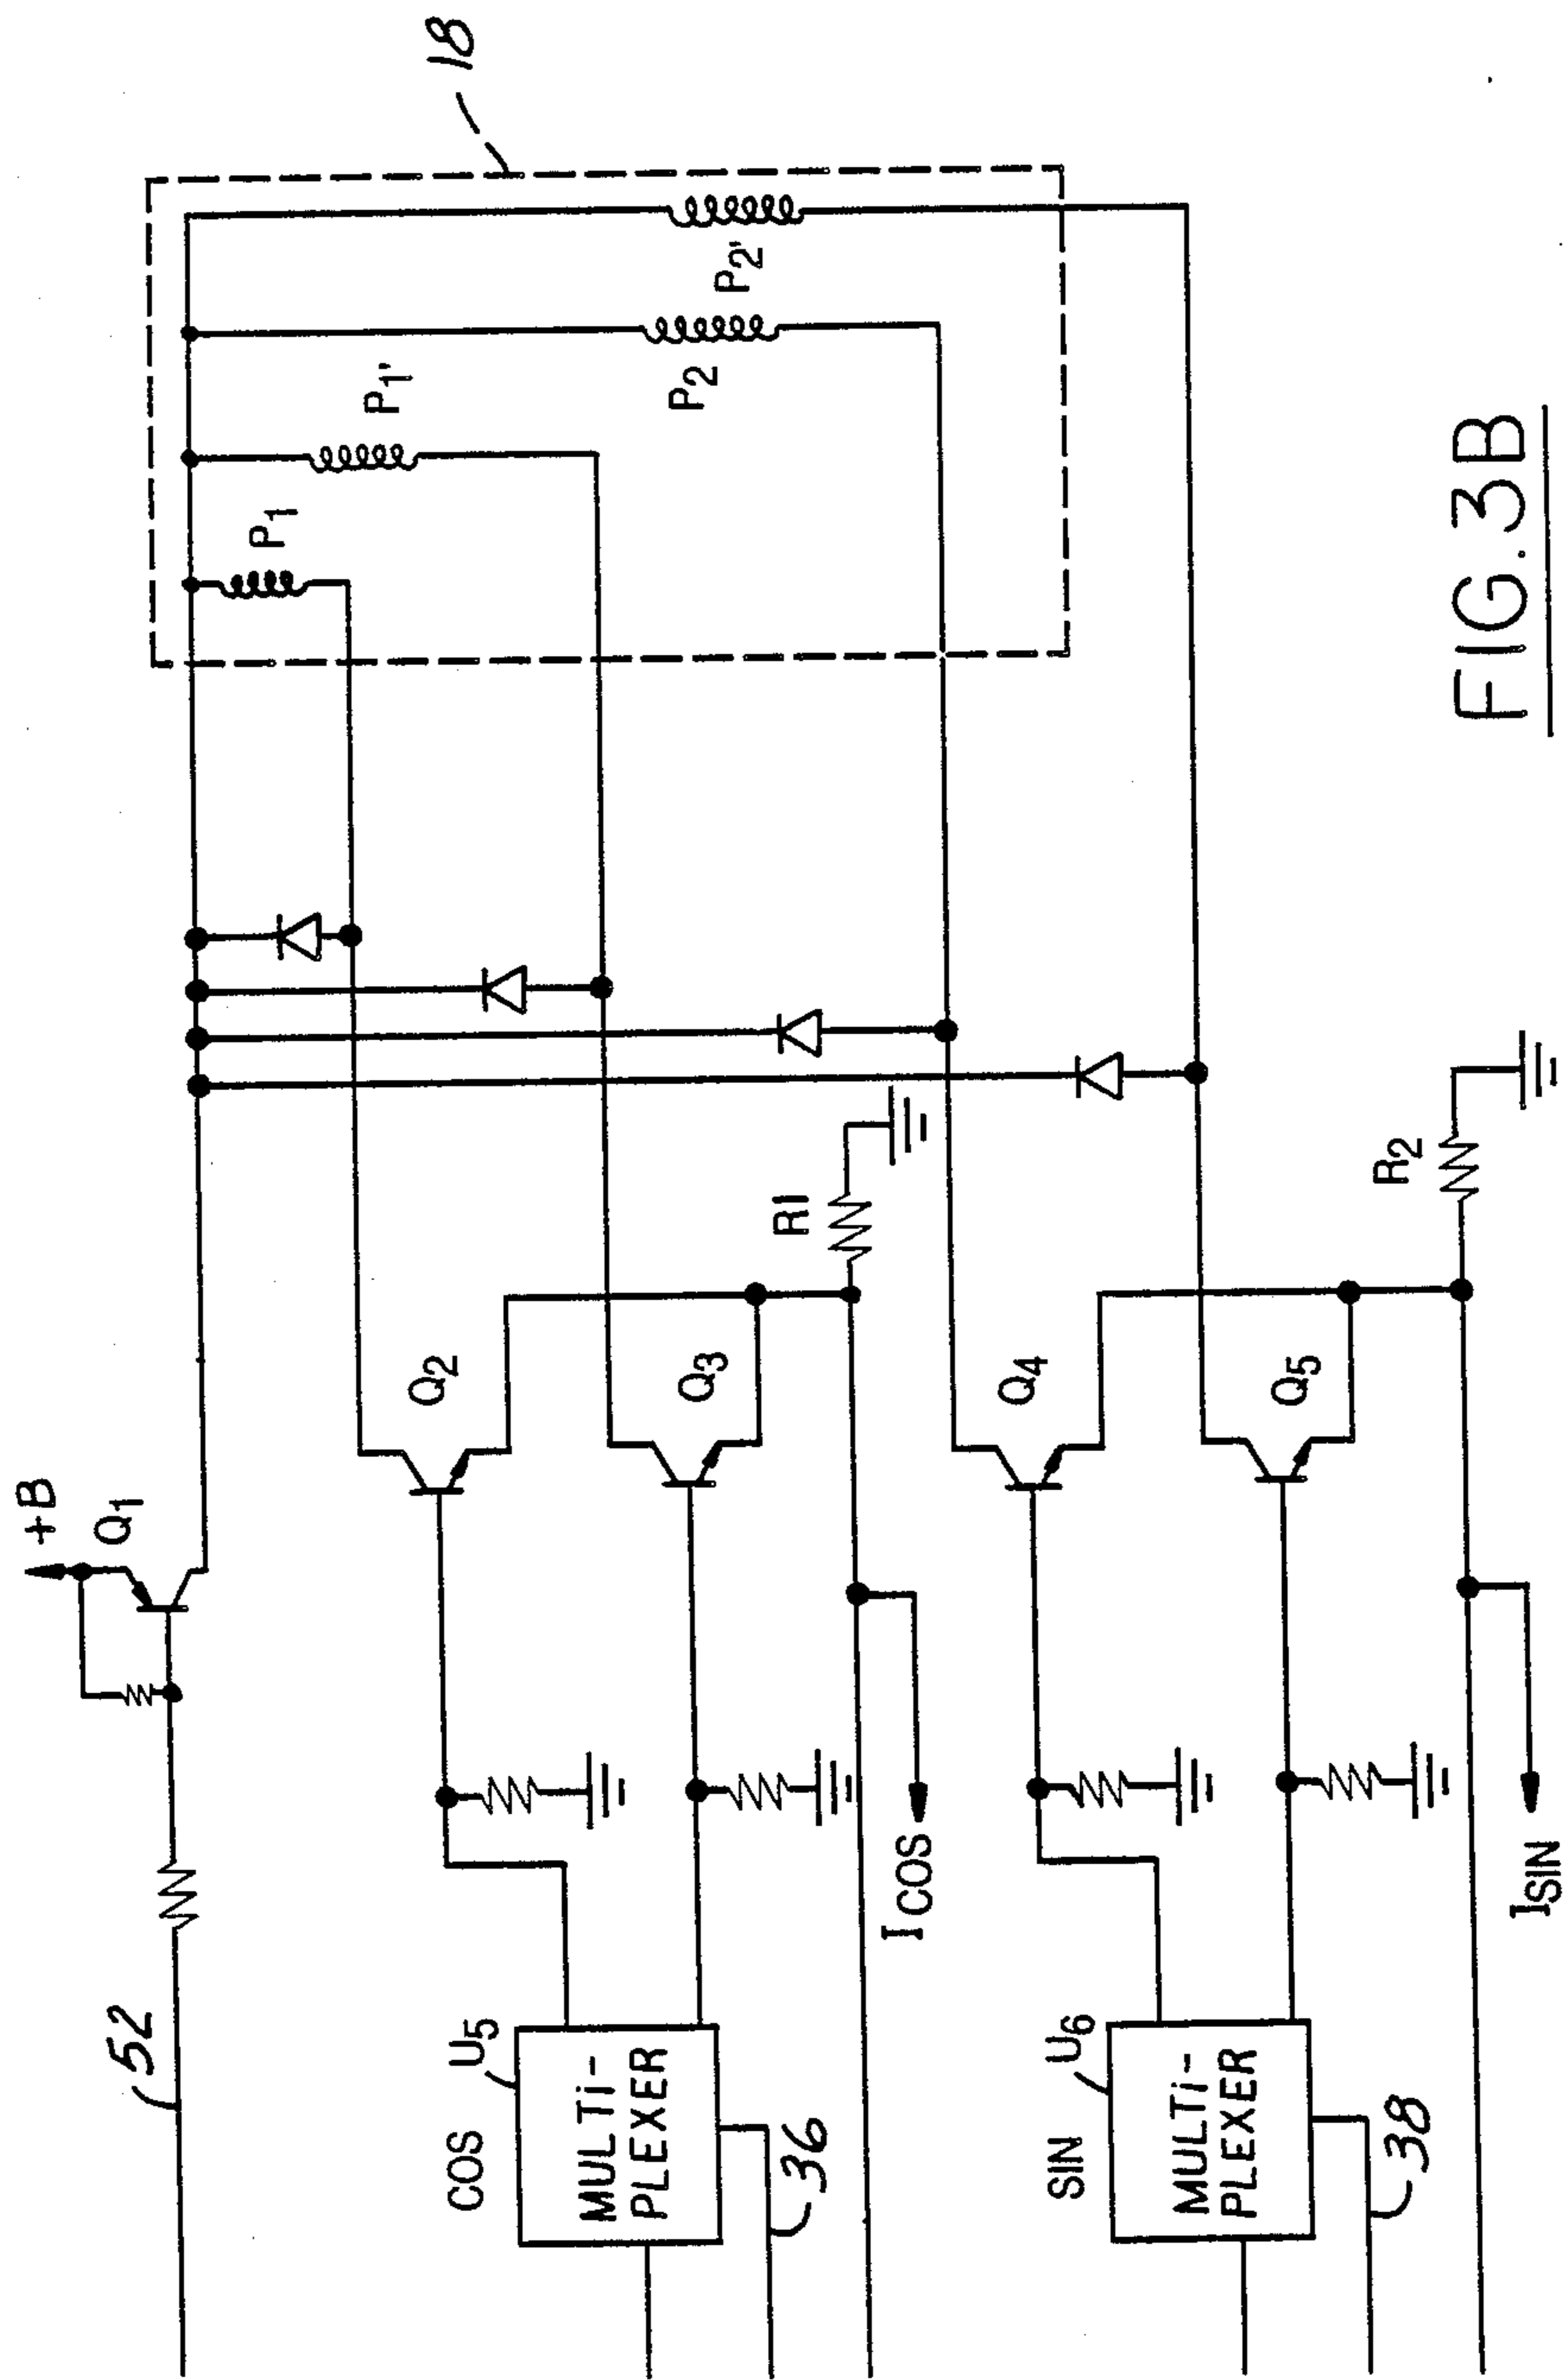 18
P1
P1'
P2
P2'
+B
Q1
52
Q2
Q3
R1
COS
U5
MULTi-
PLEXER
36
ICOS
Q4
Q5
R2
SIN
U6
MULTi-
PLEXER
38
ISIN
FIG. 3B